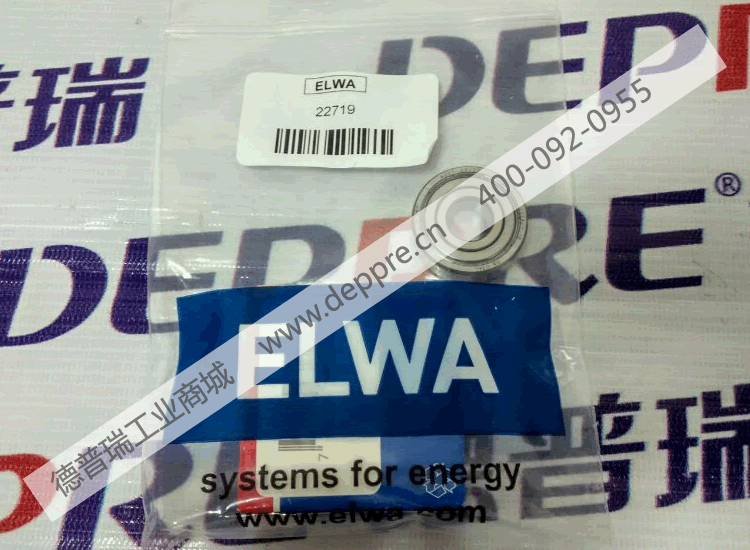 DEPPRE
普瑞
ELWA
22719
®
DEPPRE
ELWA
systems for energy
www.elwa.com
7
普瑞
德普瑞工业商城 www.deppre.cn 400-092-0955